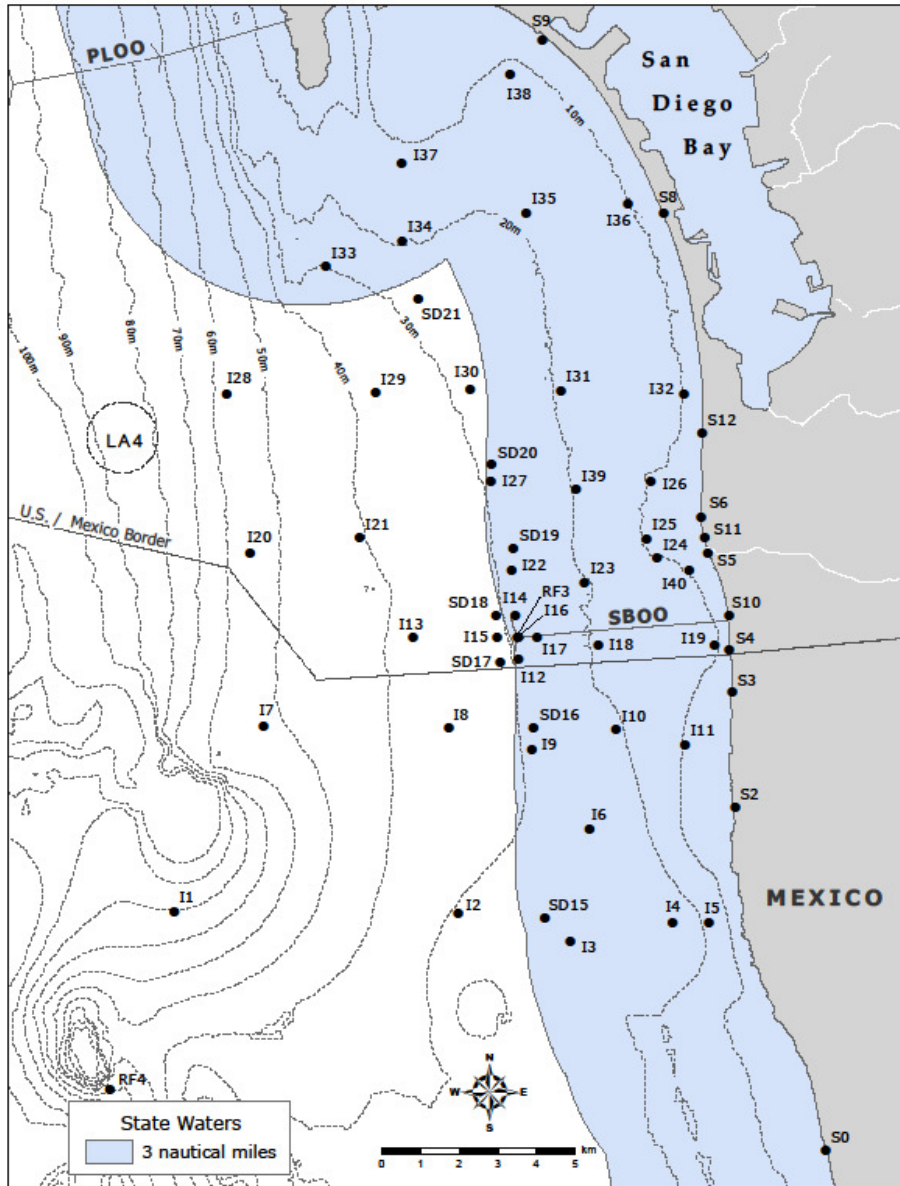 S9
PLOO
San
Diego
Bay
I38
10m
I37
I35
I36
S8
I34
20m
I33
SD21
30m
100m
90m
80m
70m
60m
50m
40m
I28
I29
I30
I31
I32
LA4
S12
SD20
I27
I39
I26
U.S. / Mexico Border
I20
I21
SD19
I25
S6
S11
I24
S5
I22
I23
I40
RF3
SD18
I14
I16
SBOO
S10
I13
I15
I17
I18
I19
S4
SD17
I12
S3
I7
I8
SD16
I10
I11
I9
S2
I6
MEXICO
I1
I2
SD15
I4
I5
I3
RF4
N
W
E
S
State Waters
3 nautical miles
km
0 1 2 3 4 5
S0